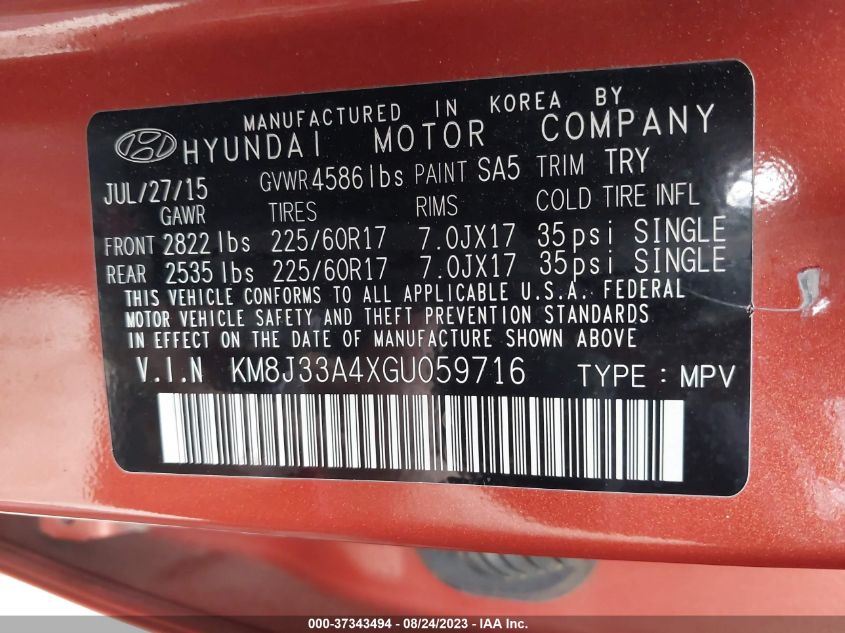 MANUFACTURED IN KOREA BY
HYUNDAI MOTOR COMPANY
JUL/27/15 GVWR 4586 lbs PAINT SA5 TRIM TRY
GAWR TIRES RIMS COLD TIRE INFL
FRONT 2822 lbs 225/60R17 7.0JX17 35psi SINGLE
REAR 2535 lbs 225/60R17 7.0JX17 35psi SINGLE
THIS VEHICLE CONFORMS TO ALL APPLICABLE U.S.A. FEDERAL
MOTOR VEHICLE SAFETY AND THEFT PREVENTION STANDARDS
IN EFFECT ON THE DATE OF MANUFACTURE SHOWN ABOVE
V.I.N KM8J33A4XGU059716 TYPE : MPV
000-37343494 - 08/24/2023 - IAA Inc.